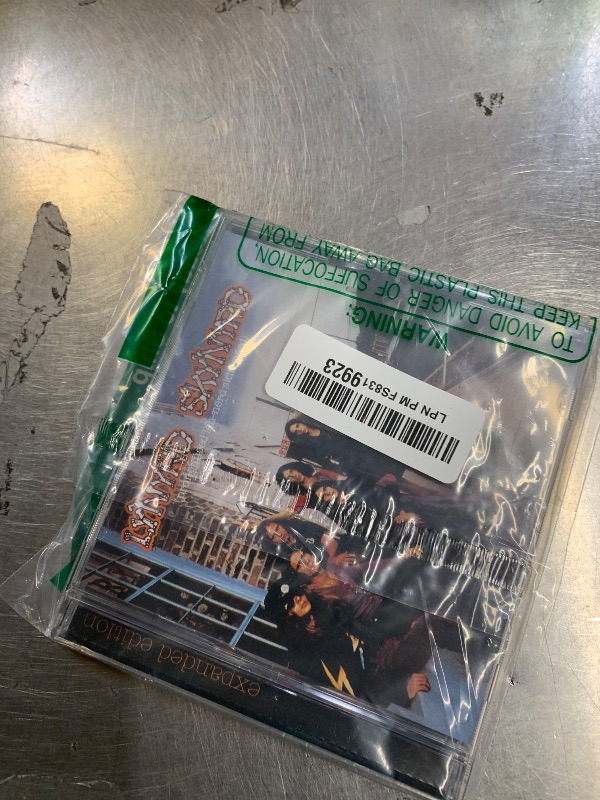 WARNING:
TO AVOID DANGER OF SUFFOCATION,
KEEP THIS PLASTIC BAG AWAY FROM
LPN PM FS8319923
LYNYRD
SKYNYRD
expanded edition